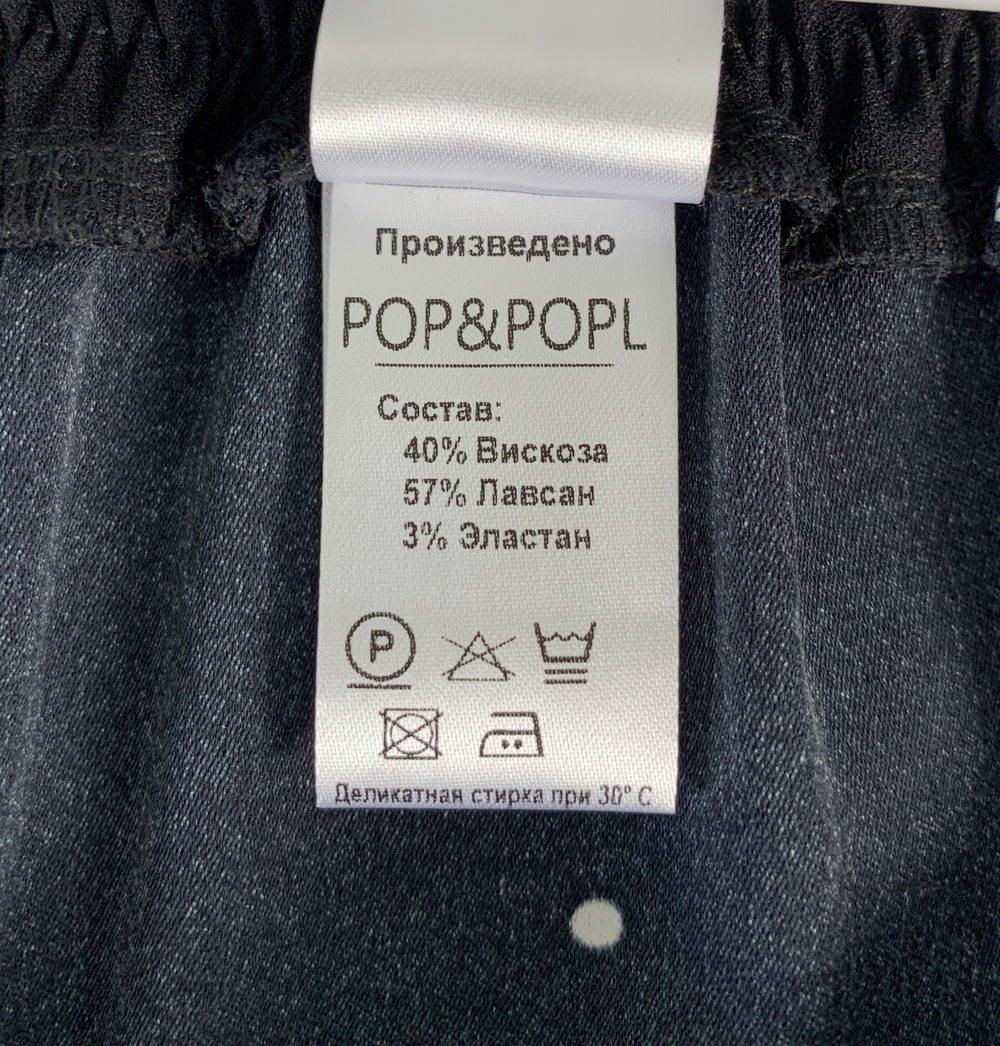 Произведено
POP&POPL
Состав:
40% Вискоза
57% Лавсан
3% Эластан
P
Деликатная стирка при 30° C